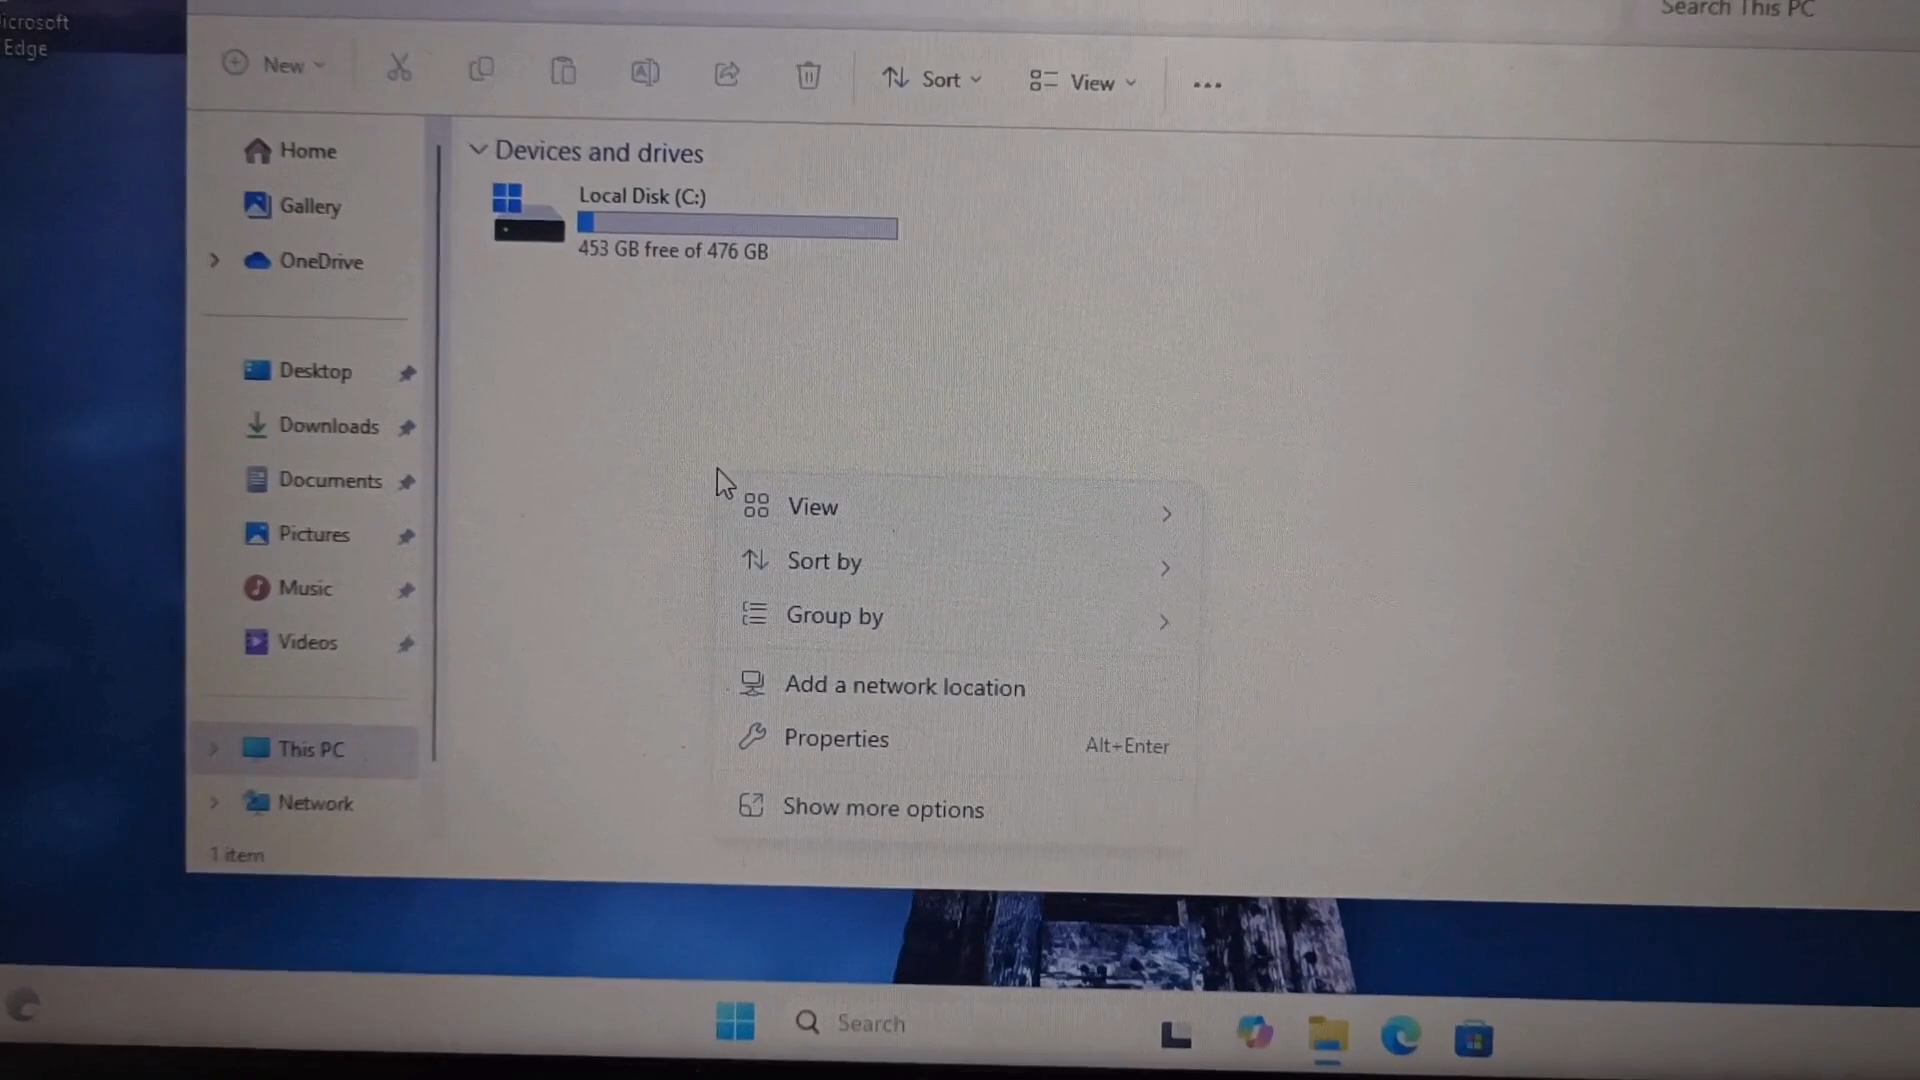 icrosoft
Edge
Search This PC
New
Sort
View
Home
Gallery
OneDrive
Desktop
Downloads
Documents
Pictures
Music
Videos
This PC
Network
1 item
Devices and drives
Local Disk (C:)
453 GB free of 476 GB
View
Sort by
Group by
Add a network location
Properties Alt+Enter
Show more options
Search